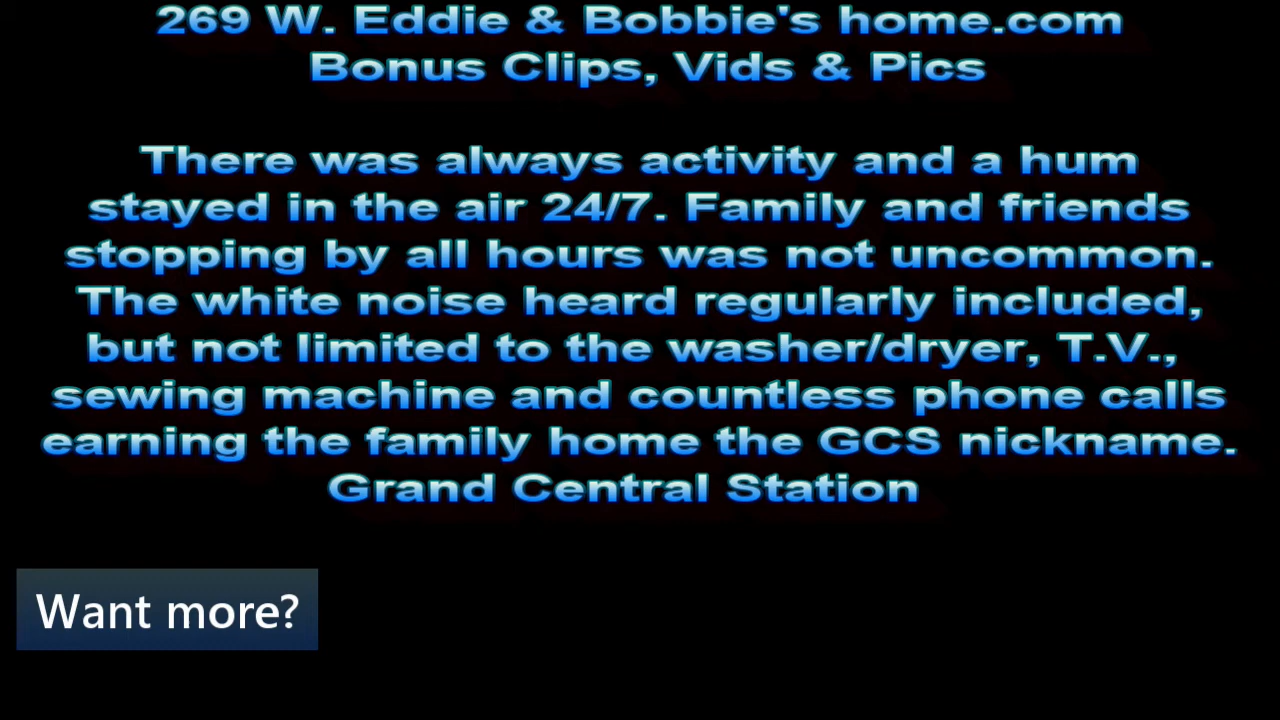 269 W. Eddie & Bobbie's home.com
Bonus Clips, Vids & Pics
There was always activity and a hum
stayed in the air 24/7. Family and friends
stopping by all hours was not uncommon.
The white noise heard regularly included,
but not limited to the washer/dryer, T.V.,
sewing machine and countless phone calls
earning the family home the GCS nickname.
Grand Central Station
Want more?